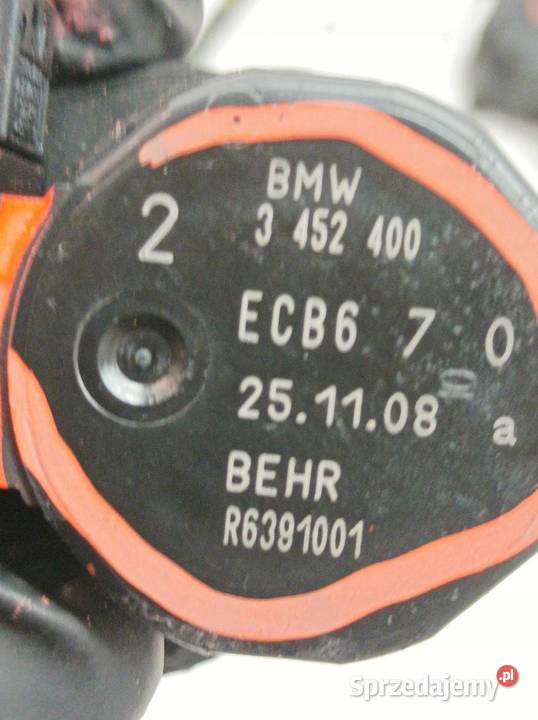 BMW
2 3 452 400
ECB6 7 0
25.11.08 a
BEHR
R6391001
Sprzedajemy.pl